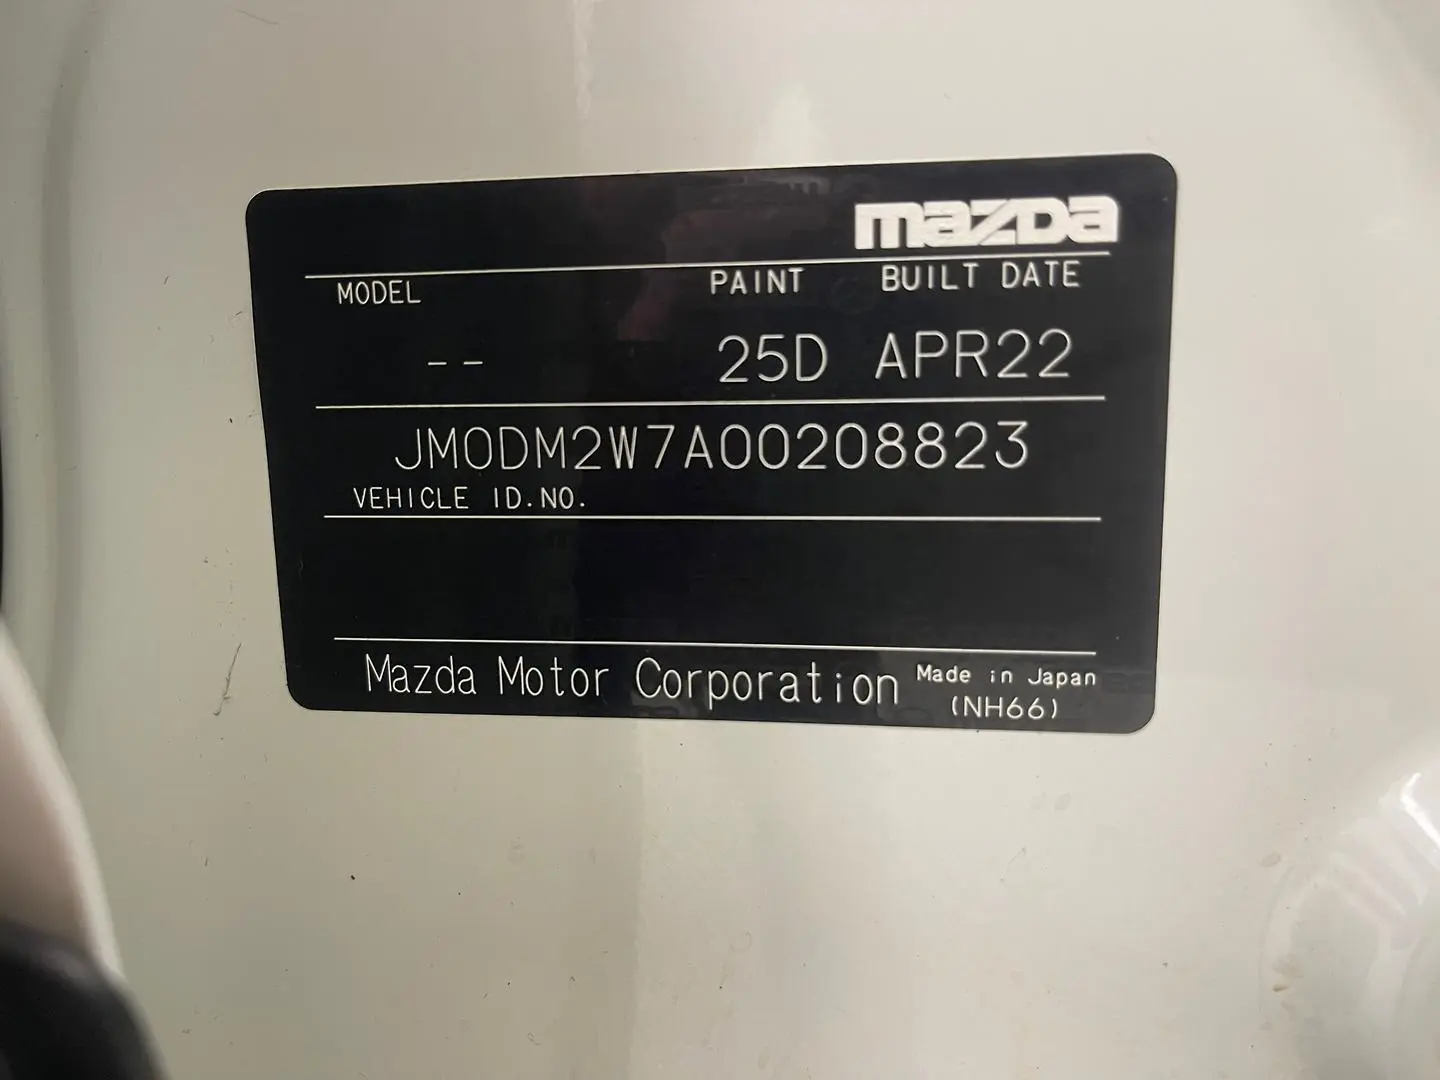 mazda
MODEL PAINT BUILT DATE
-- 25D APR22
JM0DM2W7A00208823
VEHICLE ID.NO.
Mazda Motor Corporation Made in Japan
(NH66)